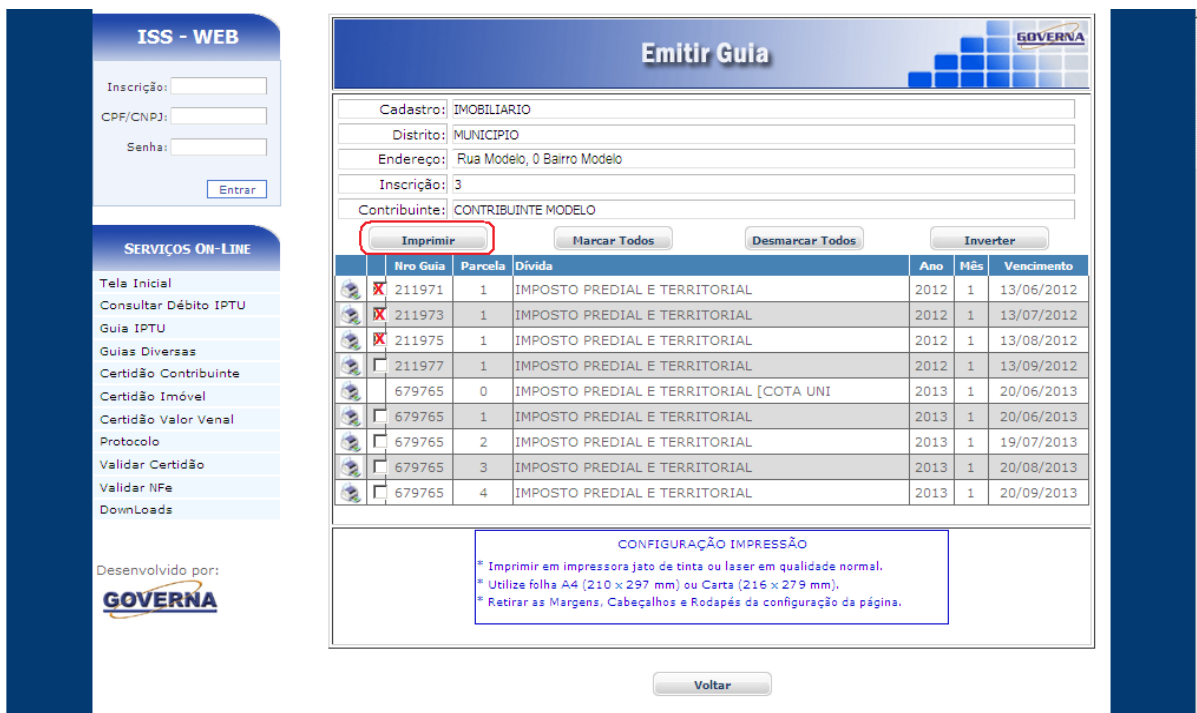 ISS - WEB
Inscrição:
CPF/CNPJ:
Senha:
Entrar
SERVIÇOS ON-LINE
Tela Inicial
Consultar Débito IPTU
Guia IPTU
Guias Diversas
Certidão Contribuinte
Certidão Imóvel
Certidão Valor Venal
Protocolo
Validar Certidão
Validar NFe
DownLoads
Desenvolvido por:
GOVERNA
Emitir Guia
GOVERNA
Cadastro: IMOBILIARIO
Distrito: MUNICIPIO
Endereço: Rua Modelo, 0 Bairro Modelo
Inscrição: 3
Contribuinte: CONTRIBUINTE MODELO
Imprimir Marcar Todos Desmarcar Todos Inverter
Nro Guia Parcela Dívida Ano Mês Vencimento
X 211971 1 IMPOSTO PREDIAL E TERRITORIAL 2012 1 13/06/2012
X 211973 1 IMPOSTO PREDIAL E TERRITORIAL 2012 1 13/07/2012
X 211975 1 IMPOSTO PREDIAL E TERRITORIAL 2012 1 13/08/2012
211977 1 IMPOSTO PREDIAL E TERRITORIAL 2012 1 13/09/2012
679765 0 IMPOSTO PREDIAL E TERRITORIAL [COTA UNI 2013 1 20/06/2013
679765 1 IMPOSTO PREDIAL E TERRITORIAL 2013 1 20/06/2013
679765 2 IMPOSTO PREDIAL E TERRITORIAL 2013 1 19/07/2013
679765 3 IMPOSTO PREDIAL E TERRITORIAL 2013 1 20/08/2013
679765 4 IMPOSTO PREDIAL E TERRITORIAL 2013 1 20/09/2013
CONFIGURAÇÃO IMPRESSÃO
* Imprimir em impressora jato de tinta ou laser em qualidade normal.
* Utilize folha A4 (210 x 297 mm) ou Carta (216 x 279 mm).
* Retirar as Margens, Cabeçalhos e Rodapés da configuração da página.
Voltar